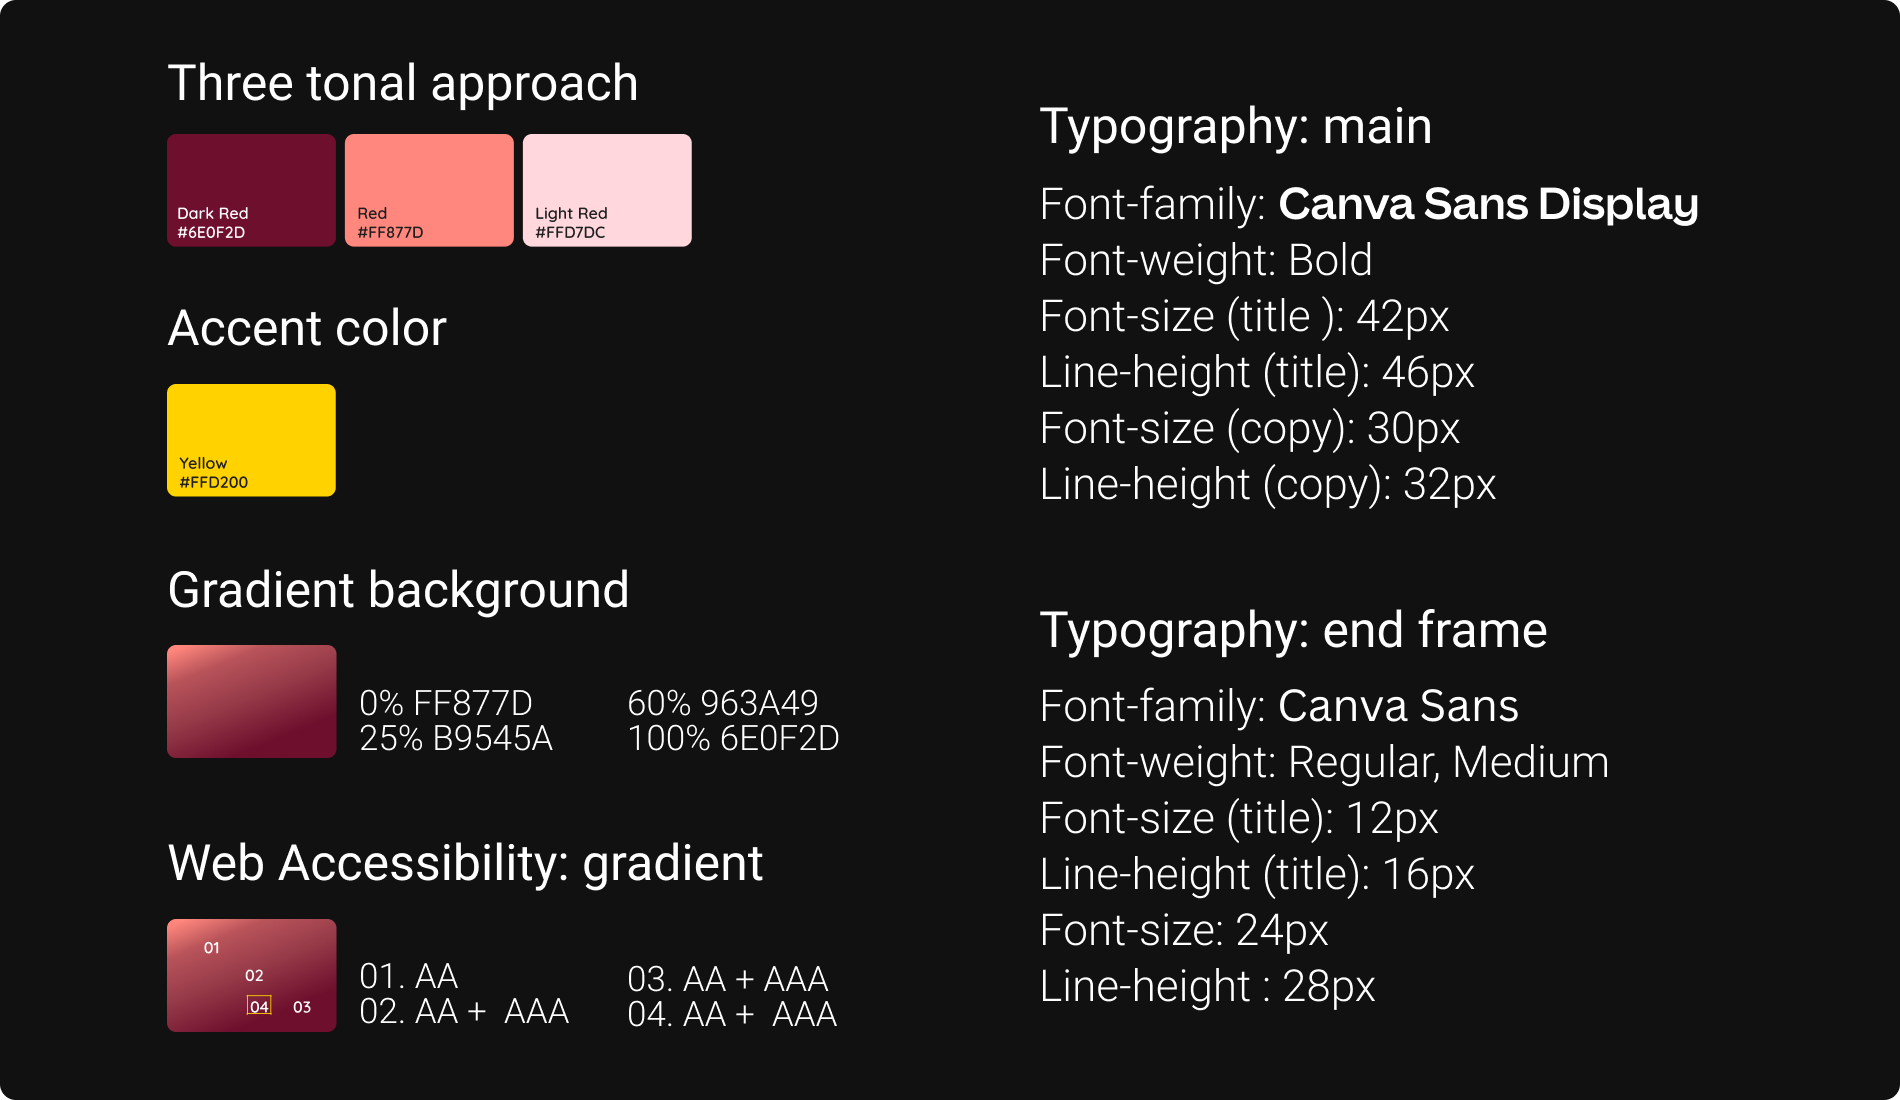 Three tonal approach
Dark Red
#6E0F2D
Red
#FF877D
Light Red
#FFD7DC
Accent color
Yellow
#FFD200
Gradient background
0% FF877D
25% B9545A
60% 963A49
100% 6E0F2D
Web Accessibility: gradient
01
02
04
03
01. AA
02. AA +  AAA
03. AA + AAA
04. AA +  AAA
Typography: main
Font-family: Canva Sans Display
Font-weight: Bold
Font-size (title ): 42px
Line-height (title): 46px
Font-size (copy): 30px
Line-height (copy): 32px
Typography: end frame
Font-family: Canva Sans
Font-weight: Regular, Medium
Font-size (title): 12px
Line-height (title): 16px
Font-size: 24px
Line-height : 28px